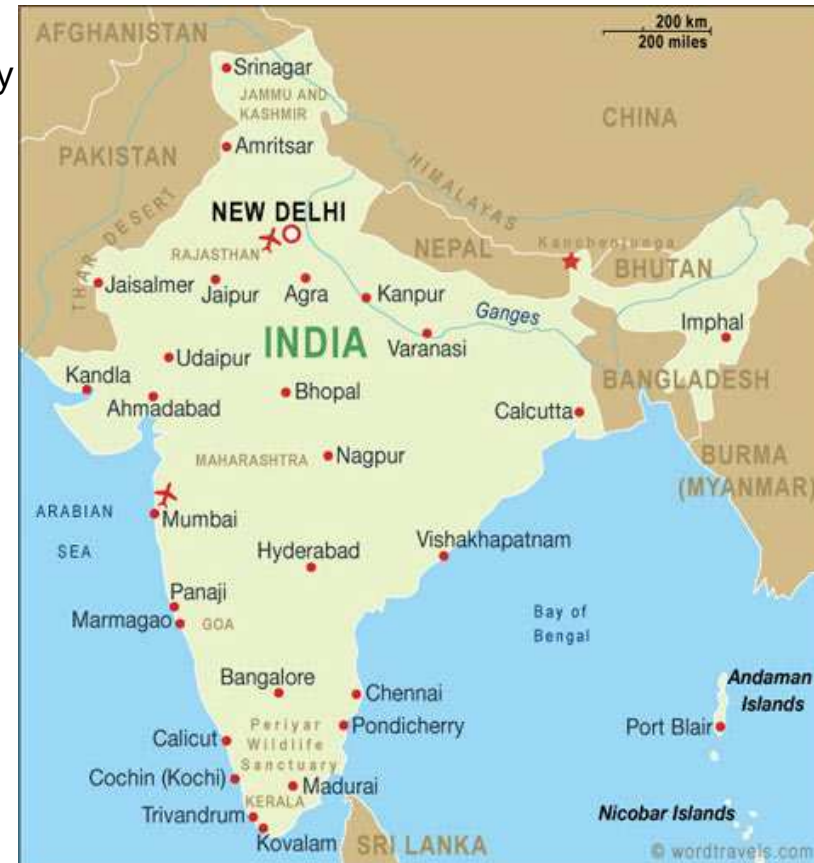 y
AFGHANISTAN
200 km
200 miles
Srinagar
JAMMU AND
KASHMIR
CHINA
Amritsar
PAKISTAN
HIMALAYAS
THAR DESERT
NEW DELHI
RAJASTHAN
NEPAL
Kanchenjunga
BHUTAN
Jaisalmer
Jaipur
Agra
Kanpur
Ganges
Imphal
INDIA
Varanasi
Udaipur
Kandla
Ahmadabad
Bhopal
BANGLADESH
Calcutta
MAHARASHTRA
Nagpur
BURMA
(MYANMAR)
ARABIAN
SEA
Mumbai
Hyderabad
Vishakhapatnam
Panaji
Marmagao
GOA
Bay of
Bengal
Bangalore
Chennai
Andaman
Islands
Periyar
Wildlife
Sanctuary
Pondicherry
Port Blair
Calicut
Cochin (Kochi)
Madurai
KERALA
Trivandrum
Kovalam
Nicobar Islands
SRI LANKA
© wordtravels.com